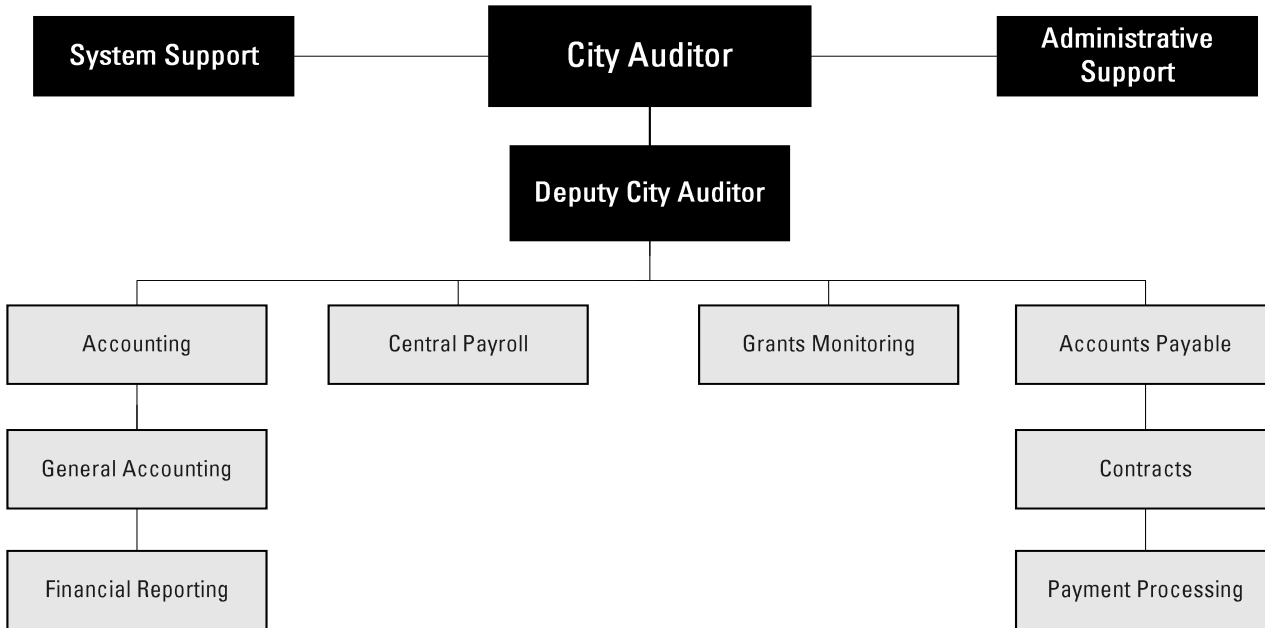 System Support
City Auditor
Administrative
Support
Deputy City Auditor
Accounting
Central Payroll
Grants Monitoring
Accounts Payable
General Accounting
Contracts
Financial Reporting
Payment Processing